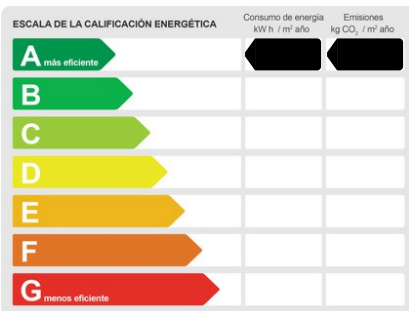 ESCALA DE LA CALIFICACIÓN ENERGÉTICA
Consumo de energía
kW h / m² año
Emisiones
kg CO₂ / m² año
A más eficiente
B
C
D
E
F
G menos eficiente